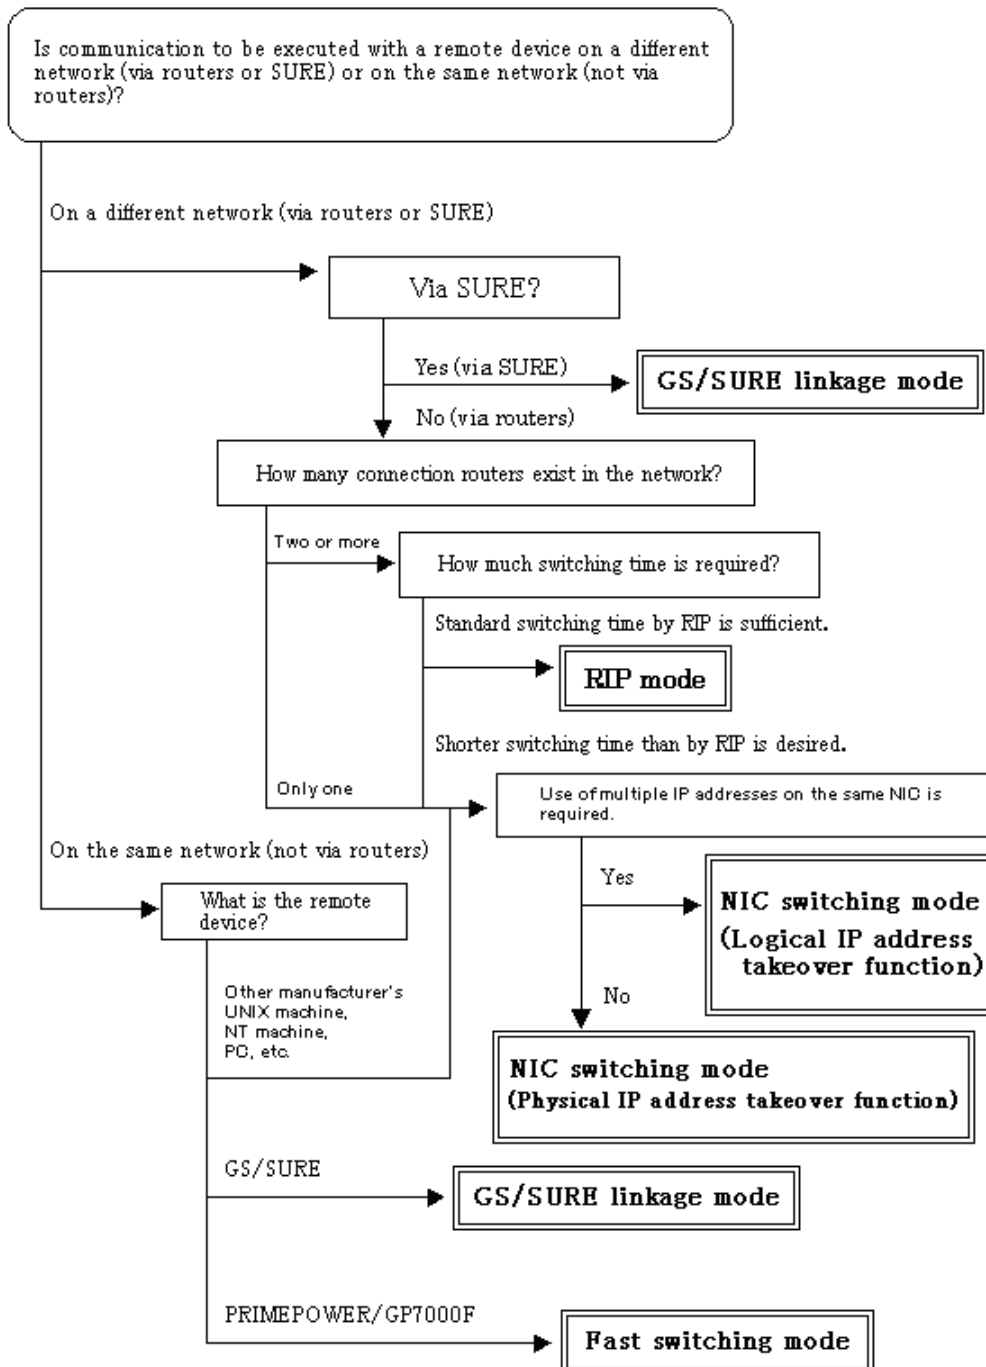 Is communication to be executed with a remote device on a different
network (via routers or SURE) or on the same network (not via
routers)?
On a different network (via routers or SURE)
Via SURE?
Yes (via SURE)
GS/SURE linkage mode
No (via routers)
How many connection routers exist in the network?
Two or more
How much switching time is required?
Standard switching time by RIP is sufficient.
RIP mode
Shorter switching time than by RIP is desired.
Only one
Use of multiple IP addresses on the same NIC is
required.
On the same network (not via routers)
Yes
NIC switching mode
(Logical IP address
takeover function)
What is the remote
device?
No
Other manufacturer's
UNIX machine,
NT machine,
PC, etc.
NIC switching mode
(Physical IP address takeover function)
GS/SURE
GS/SURE linkage mode
PRIMEPOWER/GP7000F
Fast switching mode